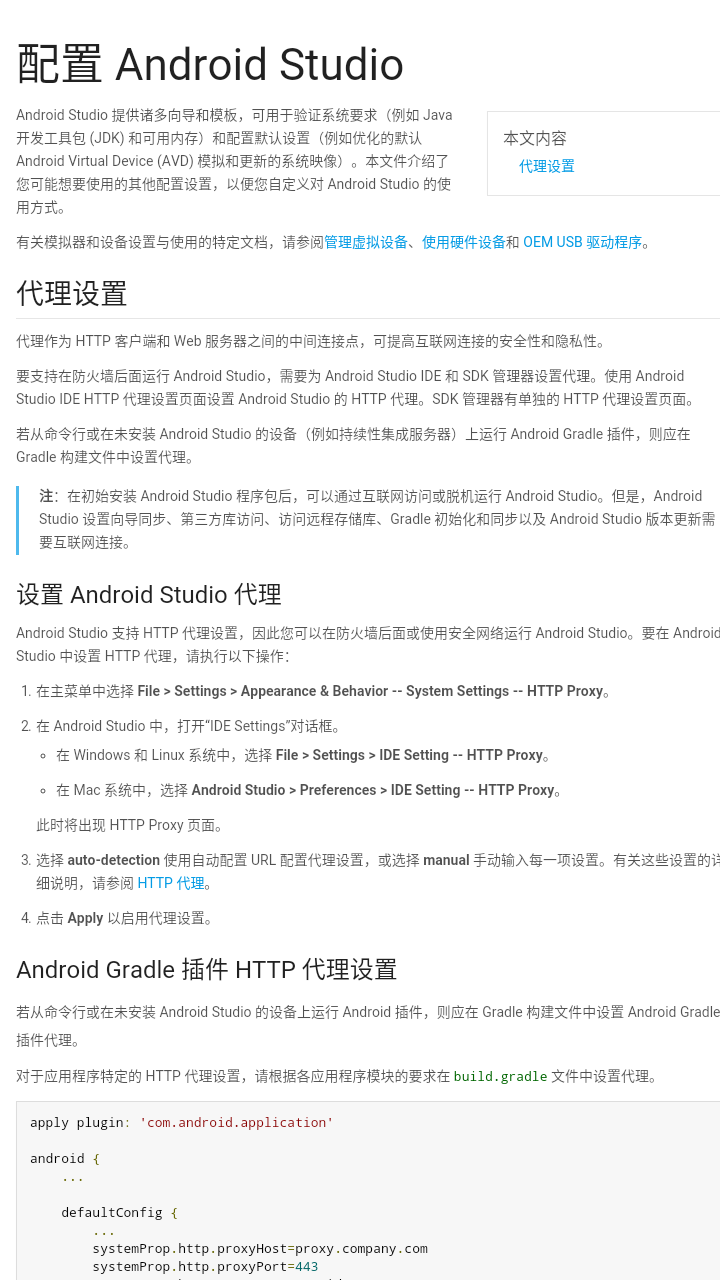 配置 Android Studio
Android Studio 提供诸多向导和模板，可用于验证系统要求（例如 Java
开发工具包 (JDK) 和可用内存）和配置默认设置（例如优化的默认
Android Virtual Device (AVD) 模拟和更新的系统映像）。本文件介绍了
您可能想要使用的其他配置设置，以便您自定义对 Android Studio 的使
用方式。
本文内容
代理设置
有关模拟器和设备设置与使用的特定文档，请参阅管理虚拟设备、使用硬件设备和 OEM USB 驱动程序。
代理设置
代理作为 HTTP 客户端和 Web 服务器之间的中间连接点，可提高互联网连接的安全性和隐私性。
要支持在防火墙后面运行 Android Studio，需要为 Android Studio IDE 和 SDK 管理器设置代理。使用 Android
Studio IDE HTTP 代理设置页面设置 Android Studio 的 HTTP 代理。SDK 管理器有单独的 HTTP 代理设置页面。
若从命令行或在未安装 Android Studio 的设备（例如持续性集成服务器）上运行 Android Gradle 插件，则应在
Gradle 构建文件中设置代理。
注：在初始安装 Android Studio 程序包后，可以通过互联网访问或脱机运行 Android Studio。但是，Android
Studio 设置向导同步、第三方库访问、访问远程存储库、Gradle 初始化和同步以及 Android Studio 版本更新需
要互联网连接。
设置 Android Studio 代理
Android Studio 支持 HTTP 代理设置，因此您可以在防火墙后面或使用安全网络运行 Android Studio。要在 Android
Studio 中设置 HTTP 代理，请执行以下操作：
1. 在主菜单中选择 File > Settings > Appearance & Behavior -- System Settings -- HTTP Proxy。
2. 在 Android Studio 中，打开“IDE Settings”对话框。
在 Windows 和 Linux 系统中，选择 File > Settings > IDE Setting -- HTTP Proxy。
在 Mac 系统中，选择 Android Studio > Preferences > IDE Setting -- HTTP Proxy。
此时将出现 HTTP Proxy 页面。
3. 选择 auto-detection 使用自动配置 URL 配置代理设置，或选择 manual 手动输入每一项设置。有关这些设置的详
细说明，请参阅 HTTP 代理。
4. 点击 Apply 以启用代理设置。
Android Gradle 插件 HTTP 代理设置
若从命令行或在未安装 Android Studio 的设备上运行 Android 插件，则应在 Gradle 构建文件中设置 Android Gradle
插件代理。
对于应用程序特定的 HTTP 代理设置，请根据各应用程序模块的要求在 build.gradle 文件中设置代理。
apply plugin: 'com.android.application'
android {
...
defaultConfig {
...
systemProp.http.proxyHost=proxy.company.com
systemProp.http.proxyPort=443